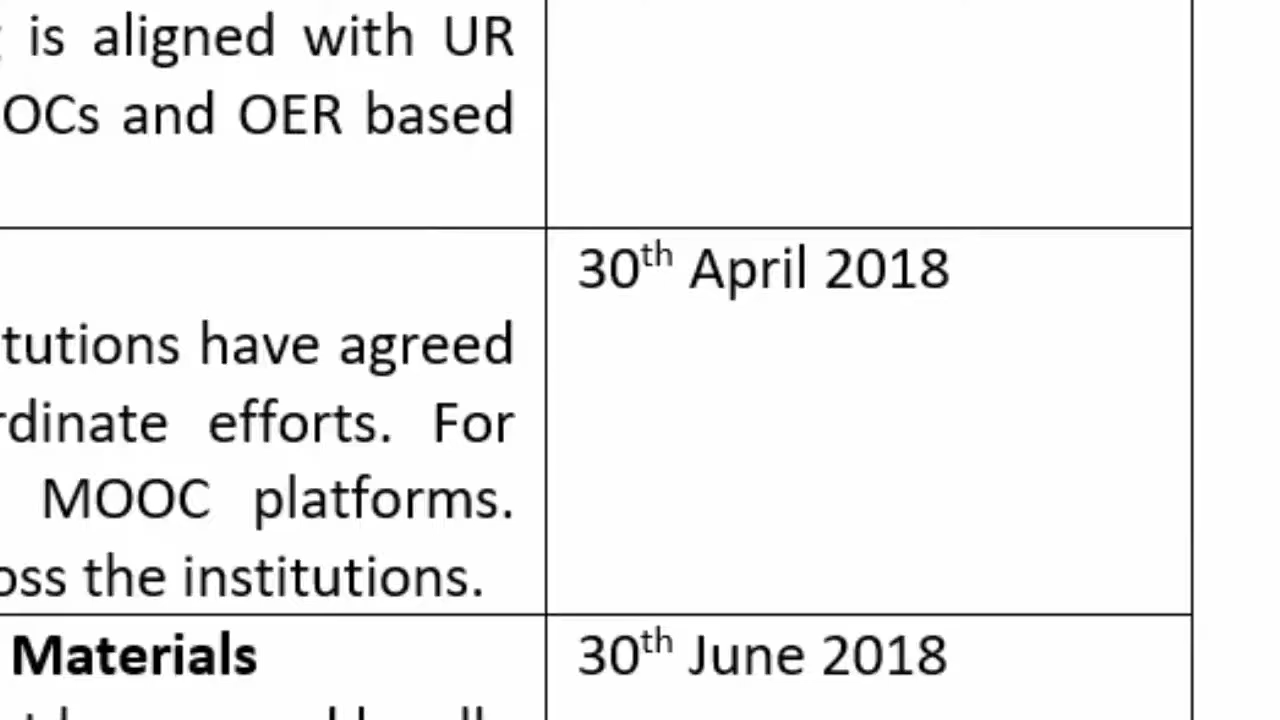 is aligned with UR
OCs and OER based
30th April 2018
tutions have agreed
rdinate efforts. For
MOOC platforms.
oss the institutions.
Materials
30th June 2018